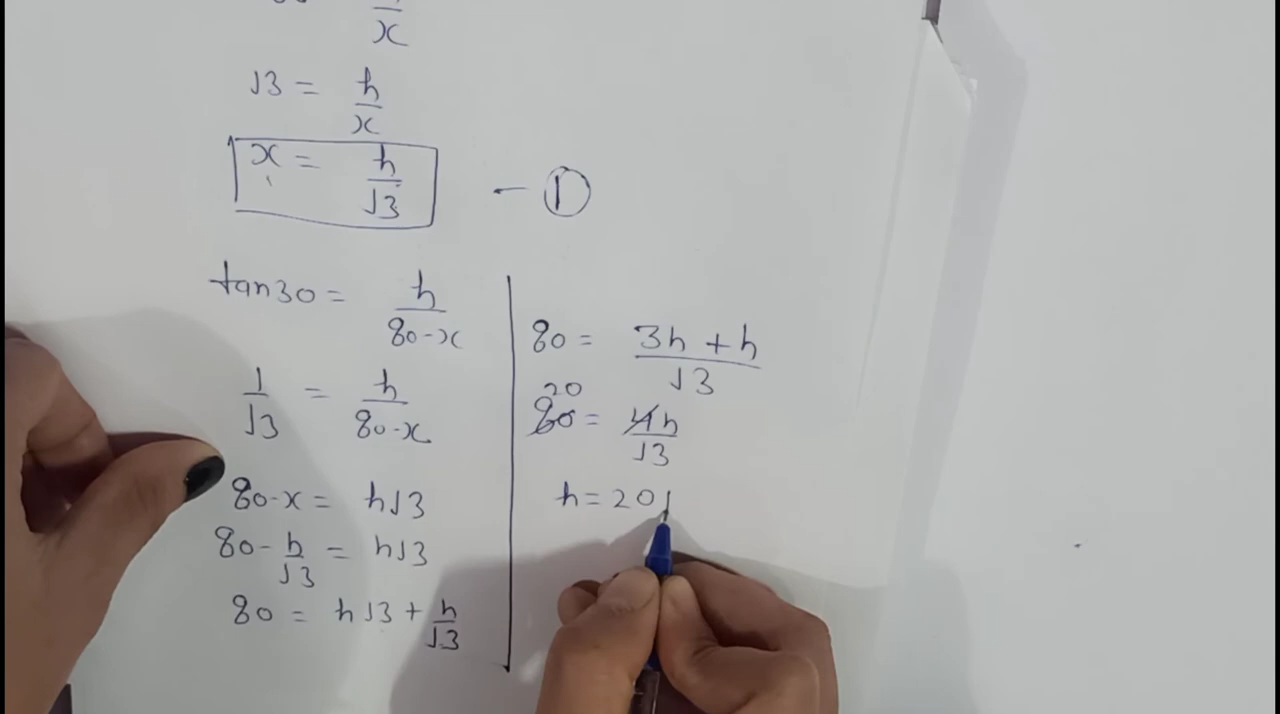 x
√3 = h/x
x = h/√3 — ①
tan30 = h/80-x
1/√3 = h/80-x
80-x = h√3
80 - h/√3 = h√3
80 = h√3 + h/√3
80 = 3h + h/√3
20
80 = 4h/√3
h = 20